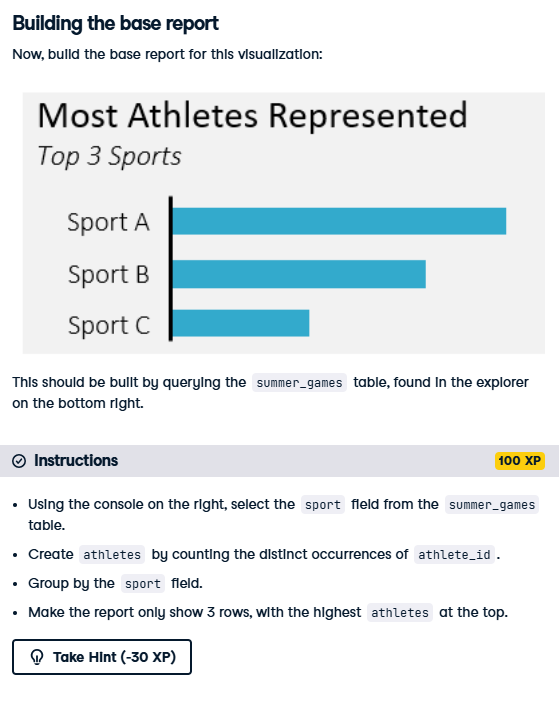 Building the base report
Now, build the base report for this visualization:
Most Athletes Represented
Top 3 Sports
Sport A
Sport B
Sport C
This should be built by querying the summer_games table, found in the explorer
on the bottom right.
Instructions
100 XP
Using the console on the right, select the sport field from the summer_games
table.
Create athletes by counting the distinct occurrences of athlete_id.
Group by the sport field.
Make the report only show 3 rows, with the highest athletes at the top.
Take Hint (-30 XP)